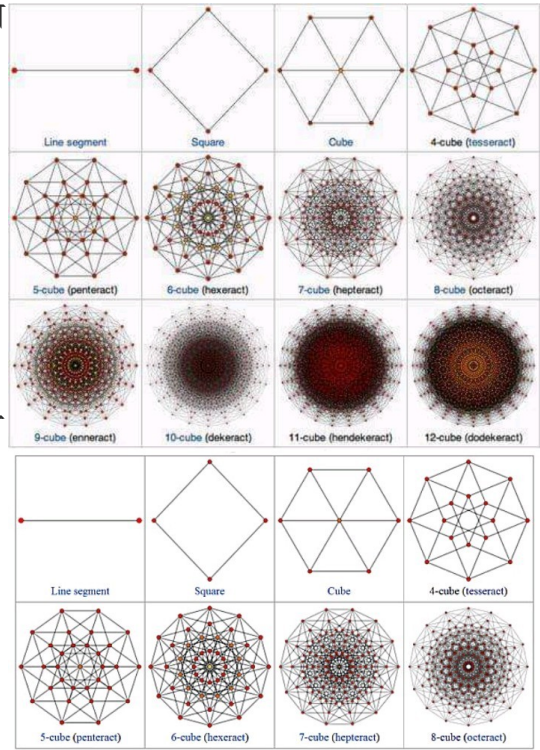 Line segment
Square
Cube
4-cube (tesseract)
5-cube (penteract)
6-cube (hexeract)
7-cube (hepteract)
8-cube (octeract)
9-cube (enneract)
10-cube (dekeract)
11-cube (hendekeract)
12-cube (dodekeract)
Line segment
Square
Cube
4-cube (tesseract)
5-cube (penteract)
6-cube (hexeract)
7-cube (hepteract)
8-cube (octeract)